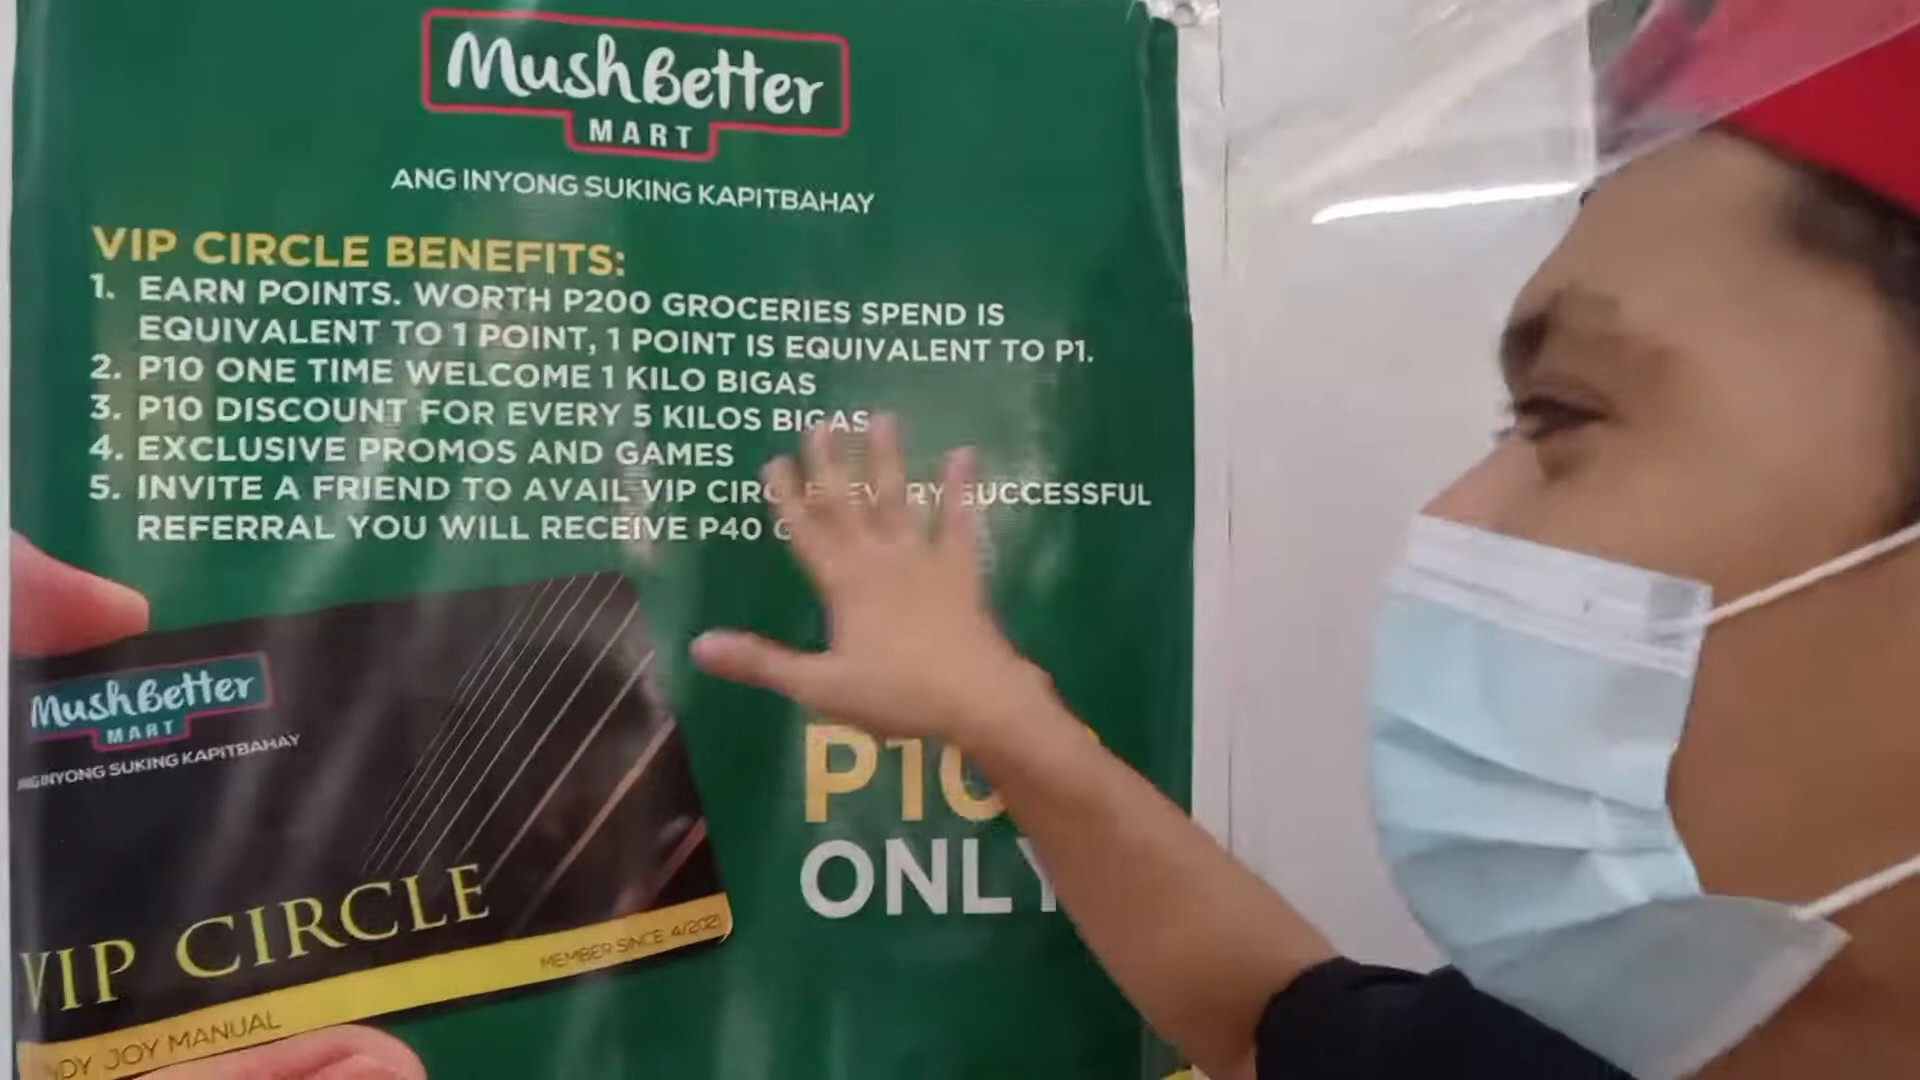 MushBetter
MART
ANG INYONG SUKING KAPITBAHAY
VIP CIRCLE BENEFITS:
1. EARN POINTS. WORTH P200 GROCERIES SPEND IS
EQUIVALENT TO 1 POINT, 1 POINT IS EQUIVALENT TO P1.
2. P10 ONE TIME WELCOME 1 KILO BIGAS
3. P10 DISCOUNT FOR EVERY 5 KILOS BIGAS
4. EXCLUSIVE PROMOS AND GAMES
5. INVITE A FRIEND TO AVAIL VIP CIRCLE EVERY SUCCESSFUL
REFERRAL YOU WILL RECEIVE P40
MushBetter
MART
INYONG SUKING KAPITBAHAY
VIP CIRCLE
MEMBER SINCE 4/2021
JOY MANUAL
ONLY